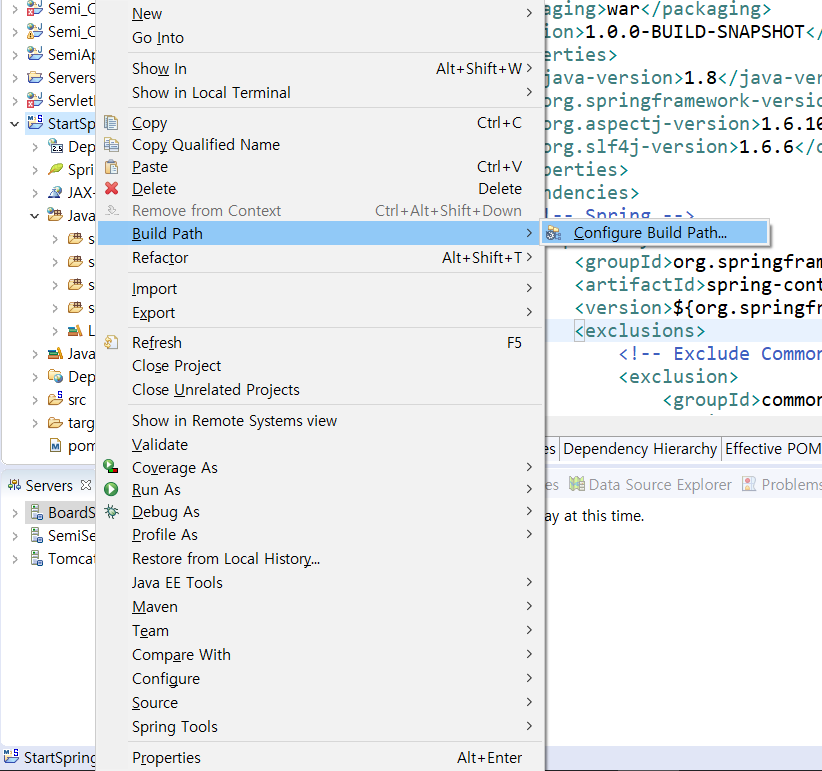 Semi_C
Semi_C
SemiAp
Servers
Servlet
StartSp
Dep
Spri
JAX-
Java
s
s
s
s
L
Java
Dep
src
targ
pom
Servers
BoardS
SemiSe
Tomcat
StartSpring
New
Go Into
Show In Alt+Shift+W
Show in Local Terminal
Copy Ctrl+C
Copy Qualified Name
Paste Ctrl+V
Delete Delete
Remove from Context Ctrl+Alt+Shift+Down
Build Path
Refactor Alt+Shift+T
Import
Export
Refresh F5
Close Project
Close Unrelated Projects
Show in Remote Systems view
Validate
Coverage As
Run As
Debug As
Profile As
Restore from Local History...
Java EE Tools
Maven
Team
Compare With
Configure
Source
Spring Tools
Properties Alt+Enter
Configure Build Path...
aging>war</packaging>
ion>1.0.0-BUILD-SNAPSHOT</
erties>
java-version>1.8</java-ver
org.springframework-versio
org.aspectj-version>1.6.10
org.slf4j-version>1.6.6</o
perties>
ndencies>
!-- Spring -->
<groupId>org.springfram
<artifactId>spring-cont
<version>${org.springfr
<exclusions>
<!-- Exclude Common
<exclusion>
<groupId>common
es Dependency Hierarchy Effective POM
es Data Source Explorer Problems
ay at this time.